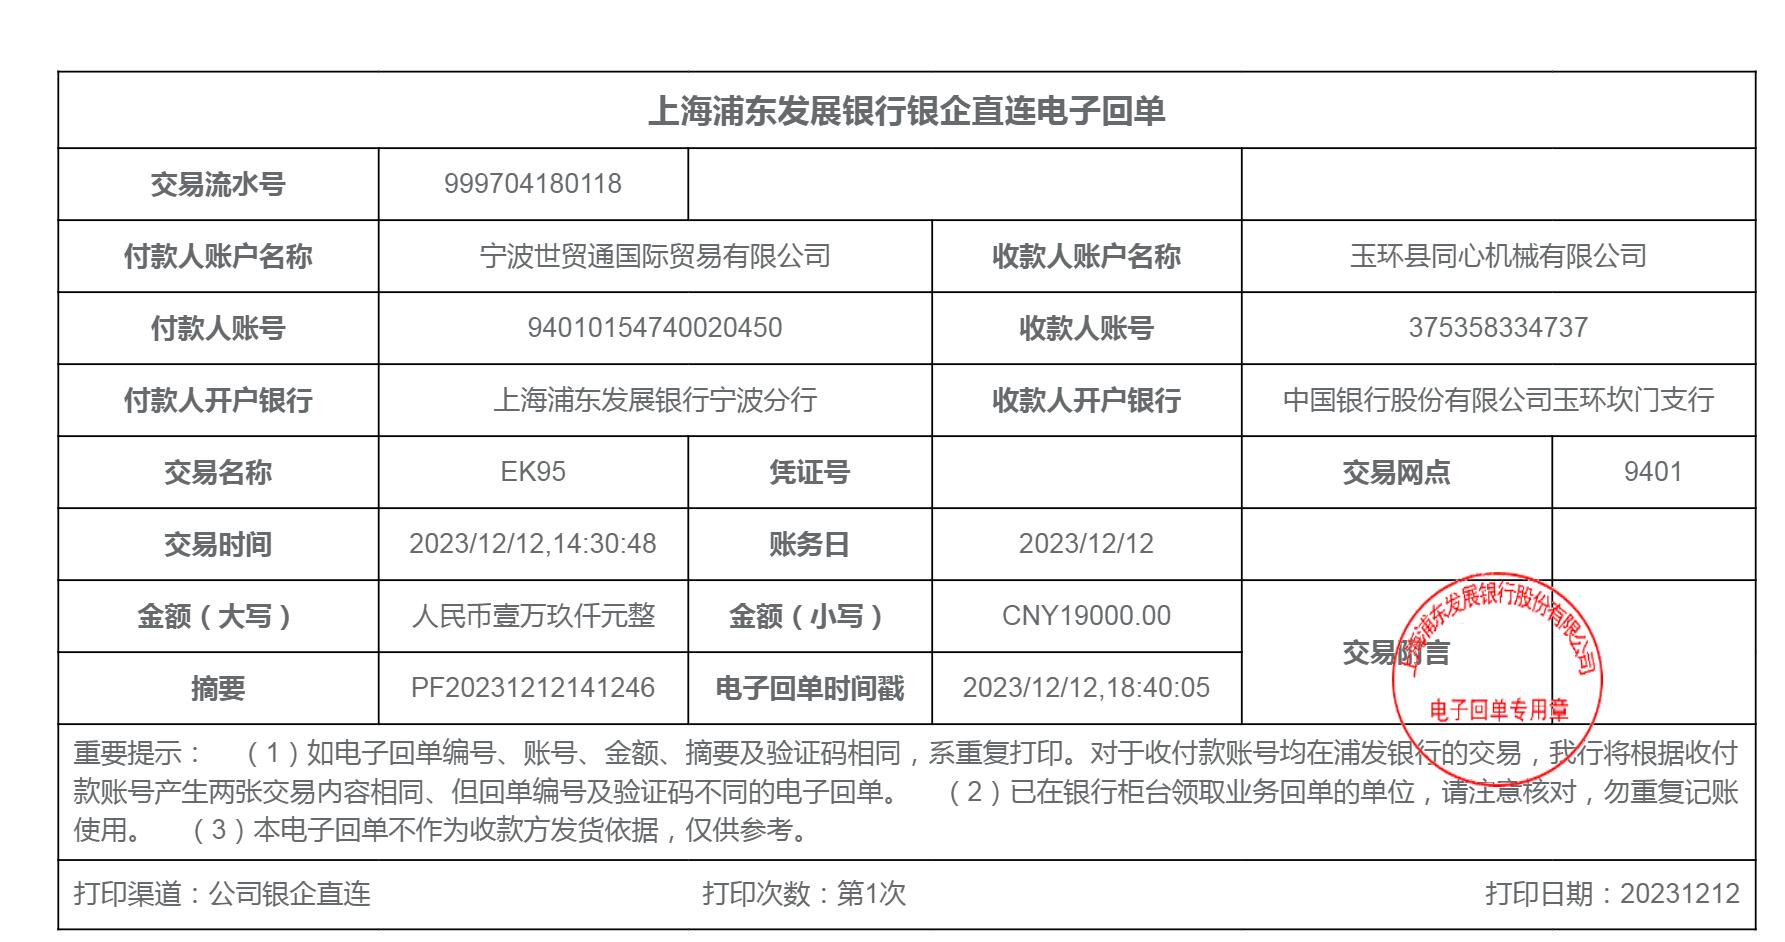 上海浦东发展银行银企直连电子回单
交易流水号 999704180118
付款人账户名称 宁波世贸通国际贸易有限公司 收款人账户名称 玉环县同心机械有限公司
付款人账号 94010154740020450 收款人账号 375358334737
付款人开户银行 上海浦东发展银行宁波分行 收款人开户银行 中国银行股份有限公司玉环坎门支行
交易名称 EK95 凭证号 交易网点 9401
交易时间 2023/12/12,14:30:48 账务日 2023/12/12
金额（大写） 人民币壹万玖仟元整 金额（小写） CNY19000.00
交易附言
摘要 PF20231212141246 电子回单时间戳 2023/12/12,18:40:05
上海浦东发展银行股份有限公司
电子回单专用章
重要提示： （1）如电子回单编号、账号、金额、摘要及验证码相同，系重复打印。对于收付款账号均在浦发银行的交易，我行将根据收付
款账号产生两张交易内容相同、但回单编号及验证码不同的电子回单。 （2）已在银行柜台领取业务回单的单位，请注意核对，勿重复记账
使用。 （3）本电子回单不作为收款方发货依据，仅供参考。
打印渠道：公司银企直连 打印次数：第1次 打印日期：20231212